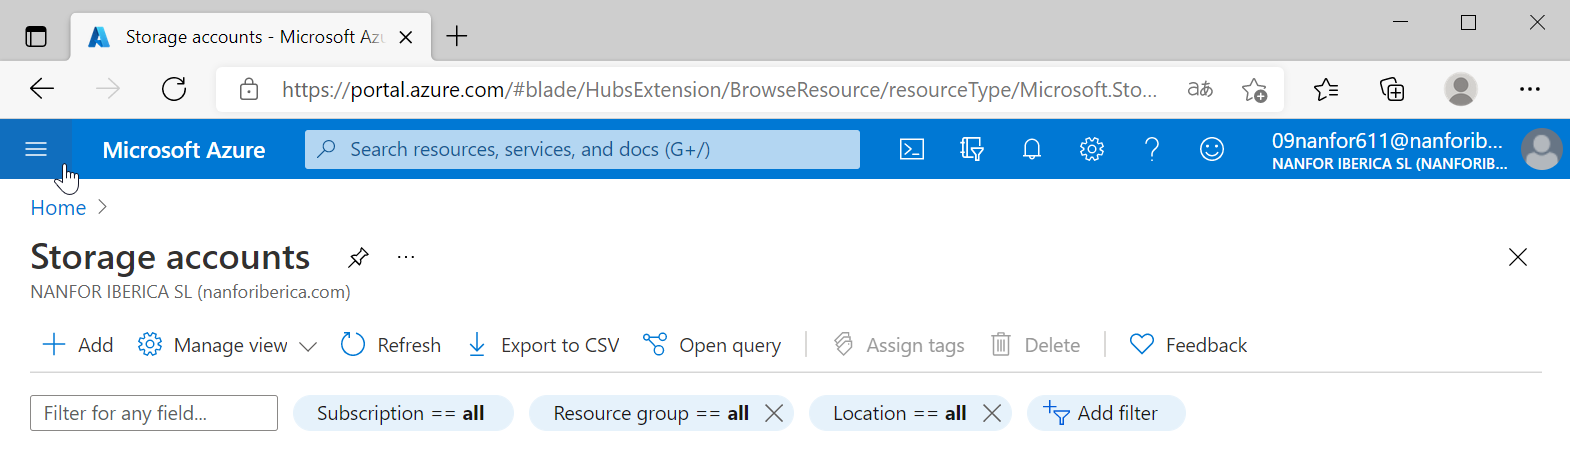 Storage accounts - Microsoft Az
https://portal.azure.com/#blade/HubsExtension/BrowseResource/resourceType/Microsoft.Sto...
aあ
Microsoft Azure
Search resources, services, and docs (G+/)
09nanfor611@nanforib...
NANFOR IBERICA SL (NANFORIB...
Home
Storage accounts
NANFOR IBERICA SL (nanforiberica.com)
Add Manage view Refresh Export to CSV Open query Assign tags Delete Feedback
Filter for any field... Subscription == all Resource group == all Location == all Add filter